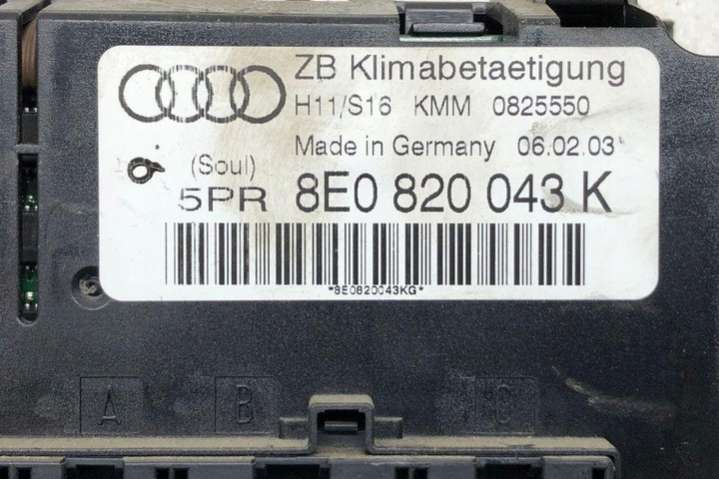 ZB Klimabetaetigung
H11/S16 KMM 0825550
Made in Germany 06.02.03
(Soul)
5PR 8E0 820 043 K
*8E0820043KG*
A B C